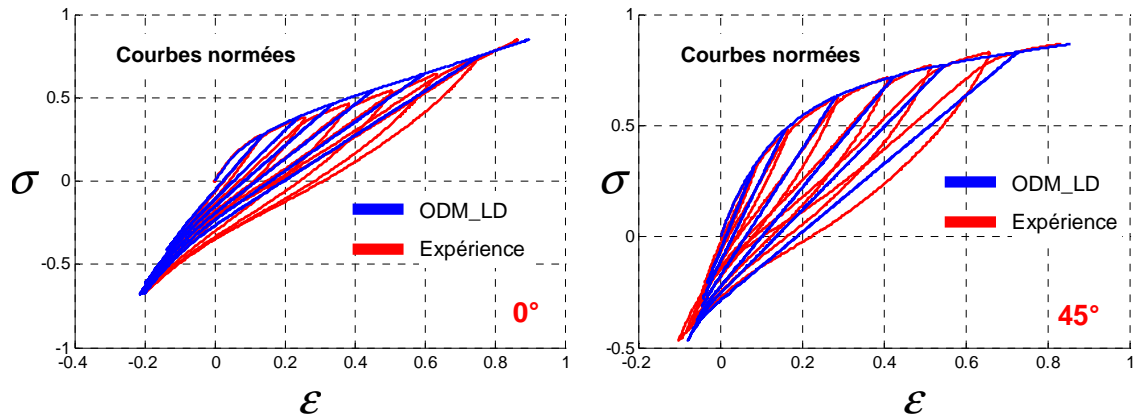 1
Courbes normées
0.5
σ
0
ODM_LD
Expérience
-0.5
0°
-1
-0.4 -0.2 0 0.2 0.4 0.6 0.8 1
ε
1
Courbes normées
0.5
σ
ODM_LD
0
Expérience
45°
-0.5
-0.2 0 0.2 0.4 0.6 0.8 1
ε